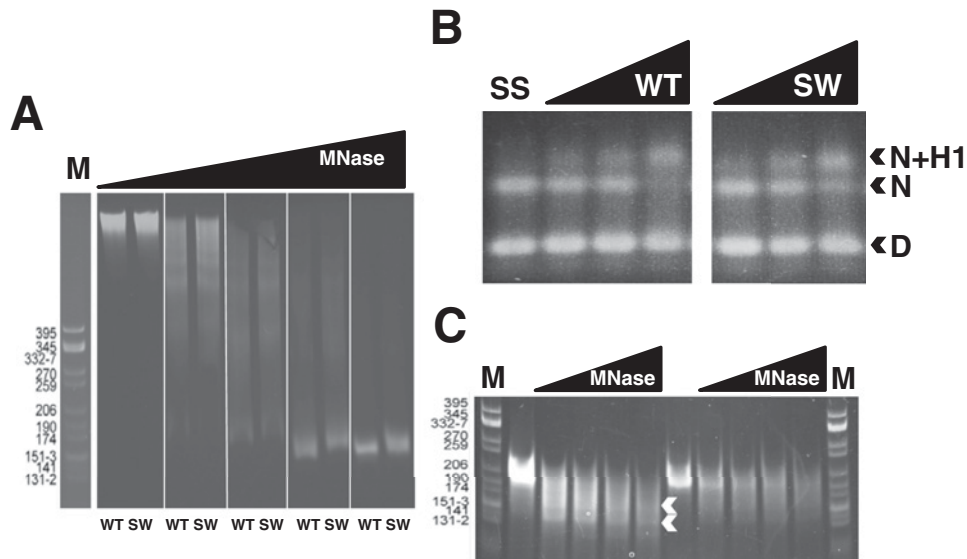 A
M
MNase
395
345
332-7
270
259
206
190
174
151-3
141
131-2
WT SW WT SW WT SW WT SW WT SW
B
SS WT SW
N+H1
N
D
C
M MNase MNase M
395
345
332-7
270
259
206
190
174
151-3
141
131-2